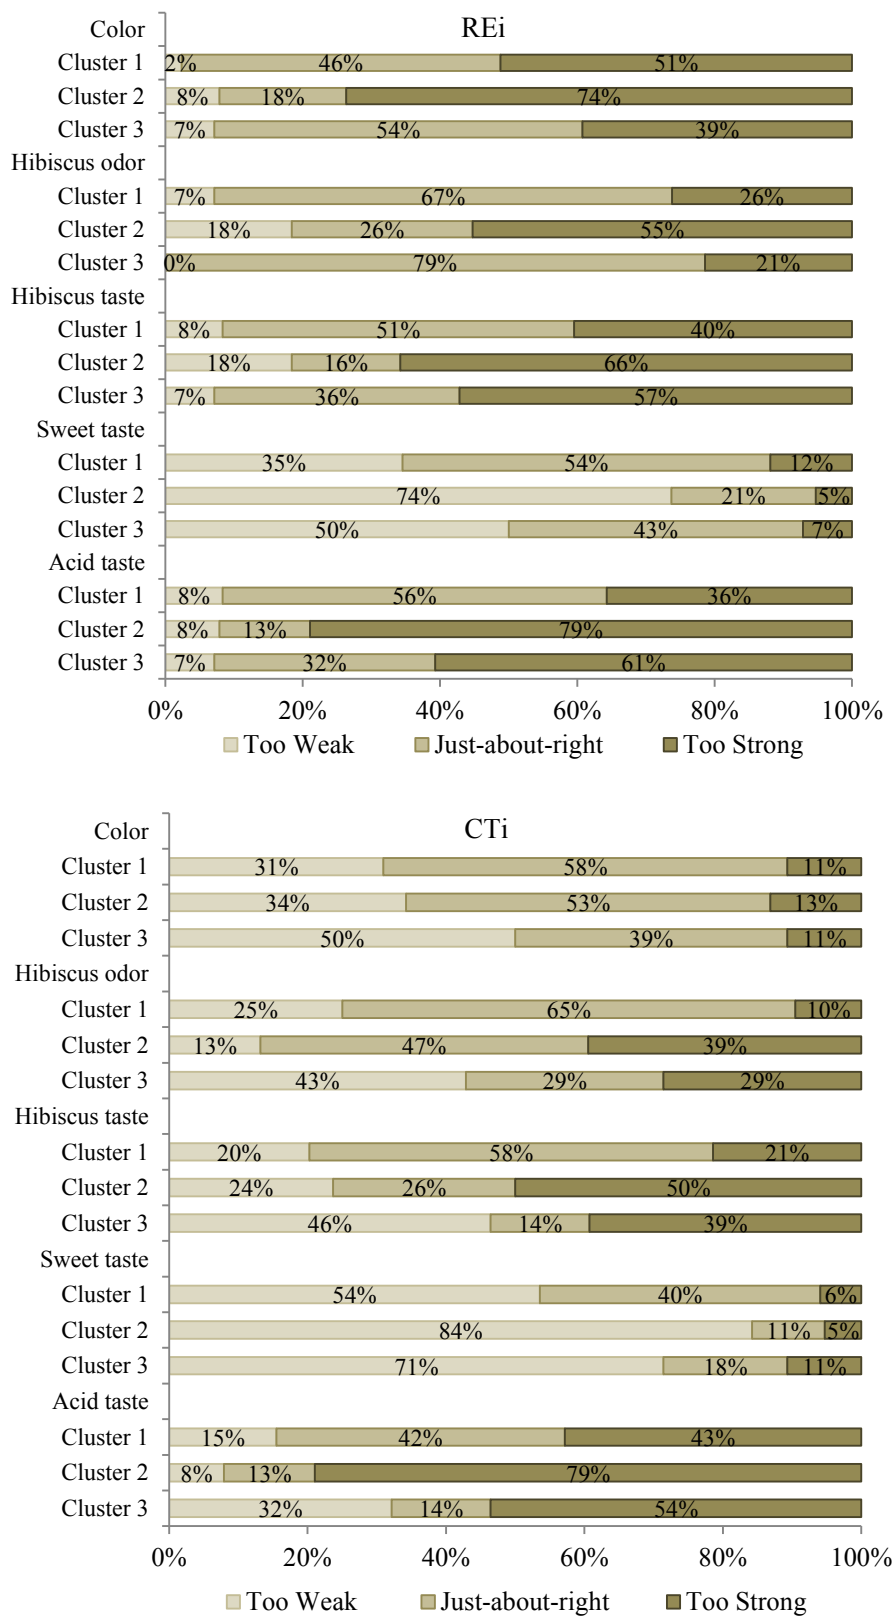 REi
Color
Cluster 1 2% 46% 51%
Cluster 2 8% 18% 74%
Cluster 3 7% 54% 39%
Hibiscus odor
Cluster 1 7% 67% 26%
Cluster 2 18% 26% 55%
Cluster 3 0% 79% 21%
Hibiscus taste
Cluster 1 8% 51% 40%
Cluster 2 18% 16% 66%
Cluster 3 7% 36% 57%
Sweet taste
Cluster 1 35% 54% 12%
Cluster 2 74% 21% 5%
Cluster 3 50% 43% 7%
Acid taste
Cluster 1 8% 56% 36%
Cluster 2 8% 13% 79%
Cluster 3 7% 32% 61%
0% 20% 40% 60% 80% 100%
Too Weak Just-about-right Too Strong
CTi
Color
Cluster 1 31% 58% 11%
Cluster 2 34% 53% 13%
Cluster 3 50% 39% 11%
Hibiscus odor
Cluster 1 25% 65% 10%
Cluster 2 13% 47% 39%
Cluster 3 43% 29% 29%
Hibiscus taste
Cluster 1 20% 58% 21%
Cluster 2 24% 26% 50%
Cluster 3 46% 14% 39%
Sweet taste
Cluster 1 54% 40% 6%
Cluster 2 84% 11% 5%
Cluster 3 71% 18% 11%
Acid taste
Cluster 1 15% 42% 43%
Cluster 2 8% 13% 79%
Cluster 3 32% 14% 54%
0% 20% 40% 60% 80% 100%
Too Weak Just-about-right Too Strong